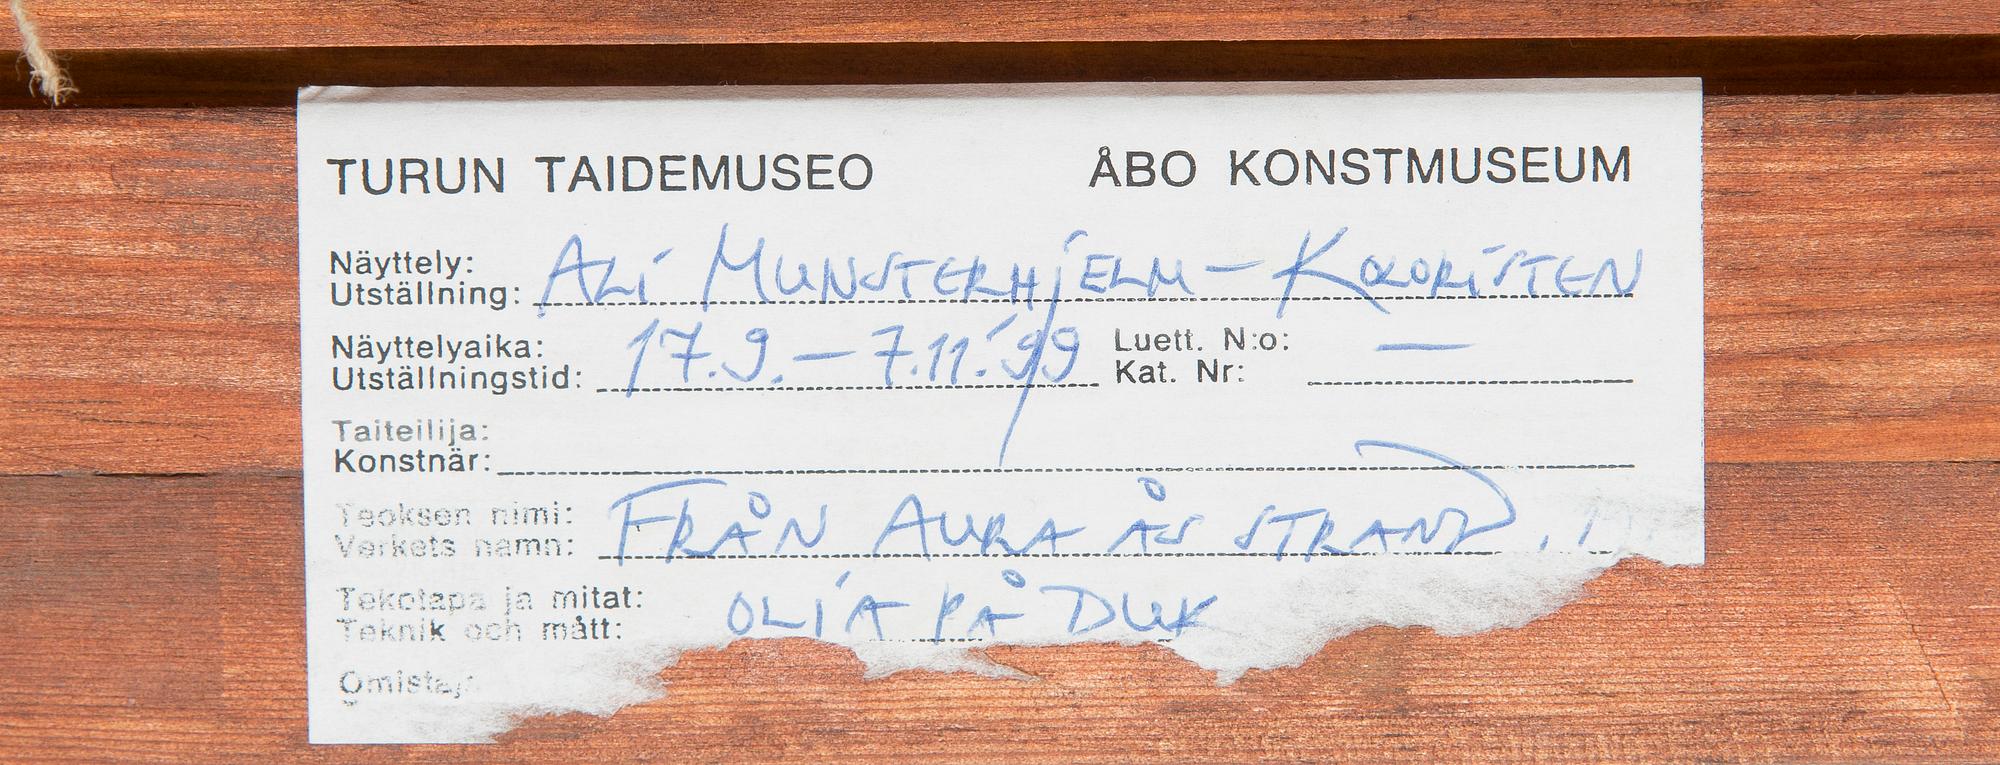 TURUN TAIDEMUSEO ÅBO KONSTMUSEUM
Näyttely: ALI MUNSTERHJELM – KOLORISTEN
Utställning:
Näyttelyaika: 17.9. – 7.11.'99 Luett. N:o: —
Utställningstid: Kat. Nr:
Taiteilija:
Konstnär:
Teoksen nimi: FRÅN AURA ÅS STRAND,
Verkets namn:
Tekotapa ja mitat: OLJA PÅ DUK
Teknik och mått: